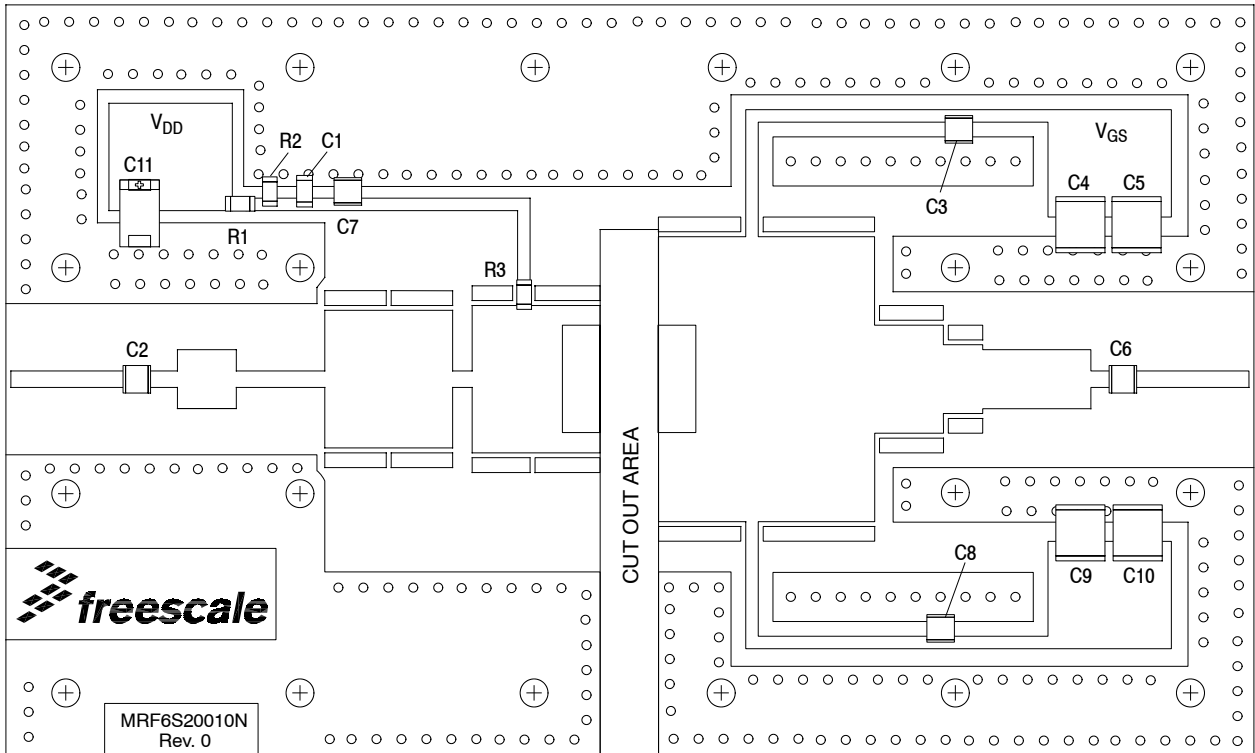 VDD
VGS
R2
C1
C11
C4
C5
C3
R1
C7
R3
C2
C6
CUT OUT AREA
C8
C9
C10
freescale
MRF6S20010N
Rev. 0